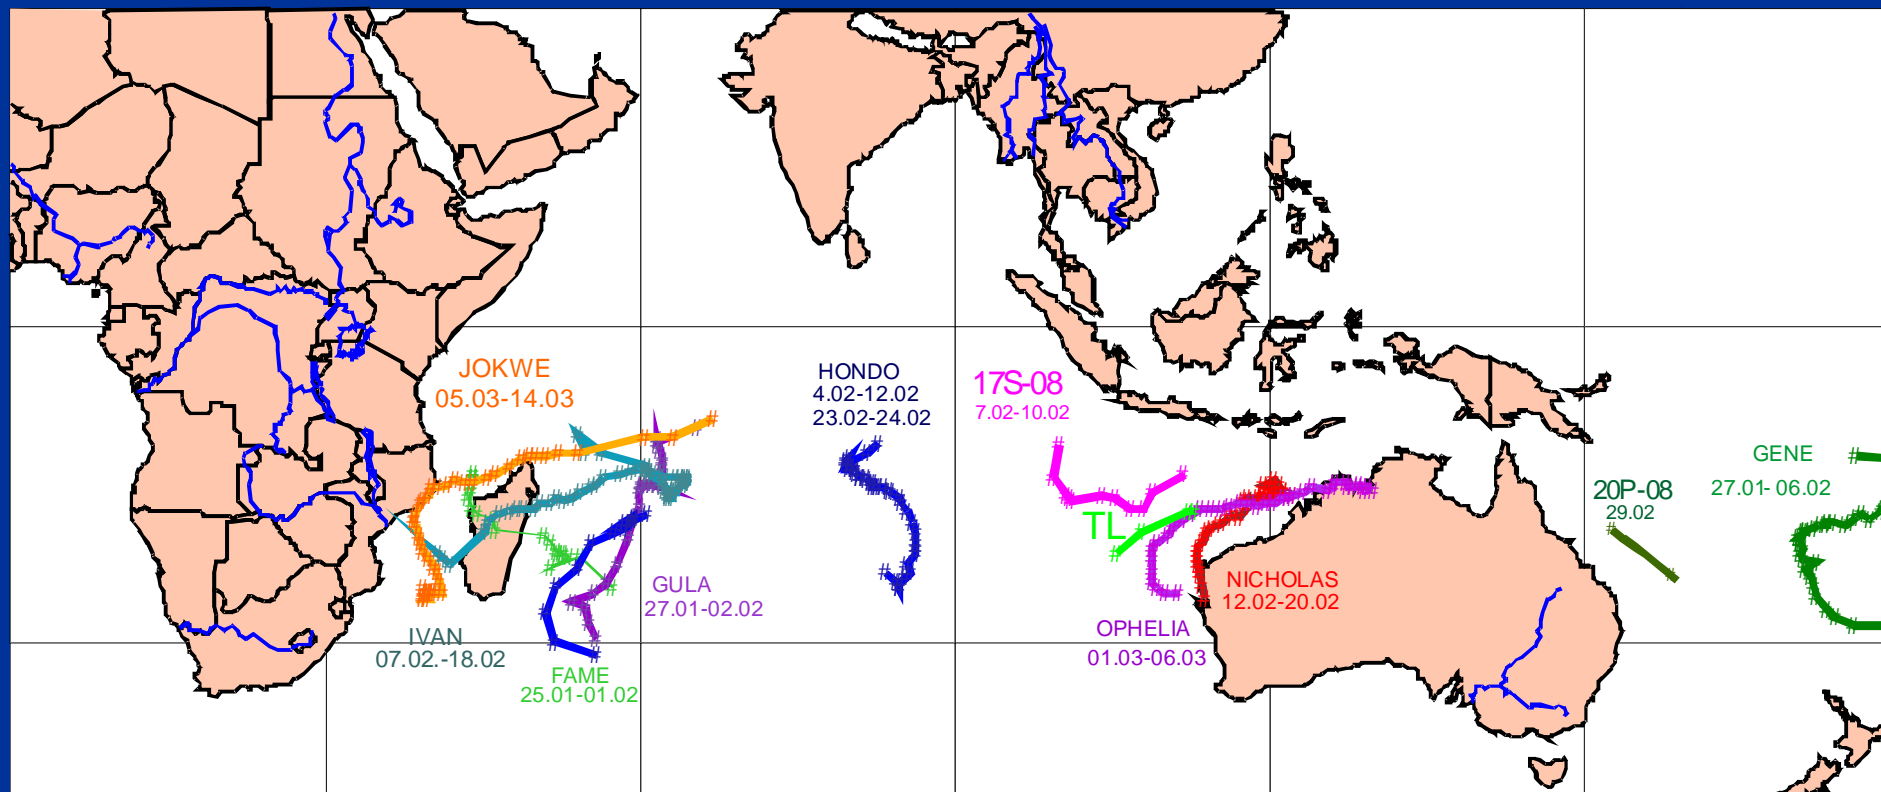 JOKWE
05.03-14.03
HONDO
4.02-12.02
23.02-24.02
17S-08
7.02-10.02
TL
GENE
27.01- 06.02
20P-08
29.02
NICHOLAS
12.02-20.02
GULA
27.01-02.02
OPHELIA
01.03-06.03
IVAN
07.02.-18.02
FAME
25.01-01.02